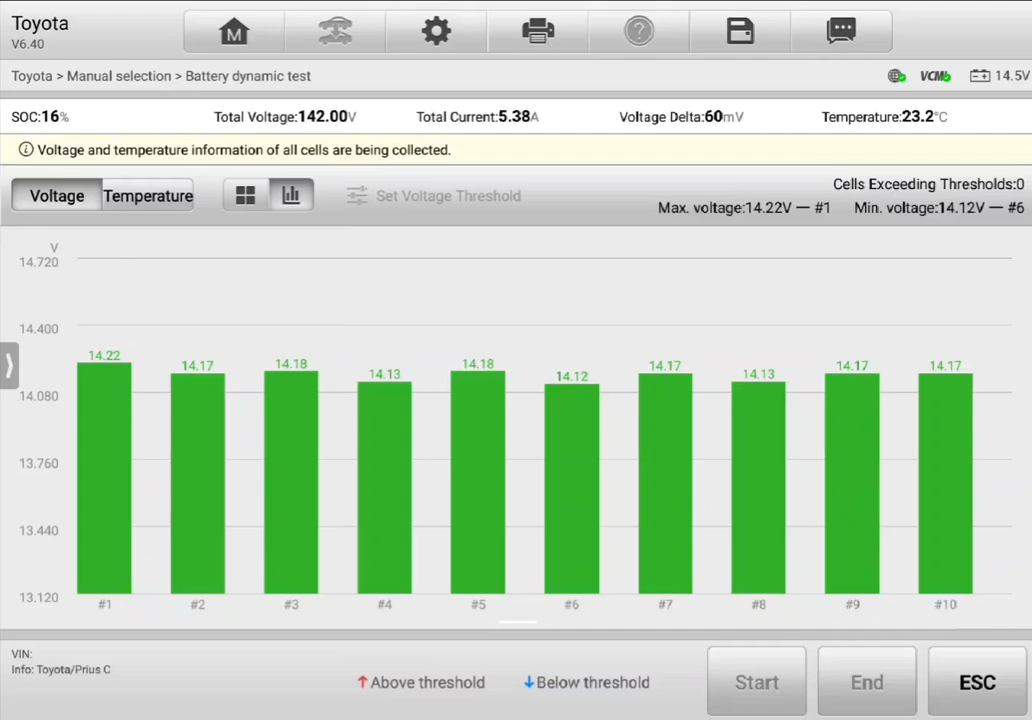 Toyota
V6.40
M
?
Toyota > Manual selection > Battery dynamic test
VCMI
14.5V
SOC:16%
Total Voltage:142.00V
Total Current:5.38A
Voltage Delta:60mV
Temperature:23.2°C
Voltage and temperature information of all cells are being collected.
Voltage
Temperature
Set Voltage Threshold
Cells Exceeding Thresholds:0
Max. voltage:14.22V — #1
Min. voltage:14.12V — #6
V
14.720
14.400
14.080
13.760
13.440
13.120
14.22
14.17
14.18
14.13
14.18
14.12
14.17
14.13
14.17
14.17
#1
#2
#3
#4
#5
#6
#7
#8
#9
#10
VIN:
Info: Toyota/Prius C
Above threshold
Below threshold
Start
End
ESC